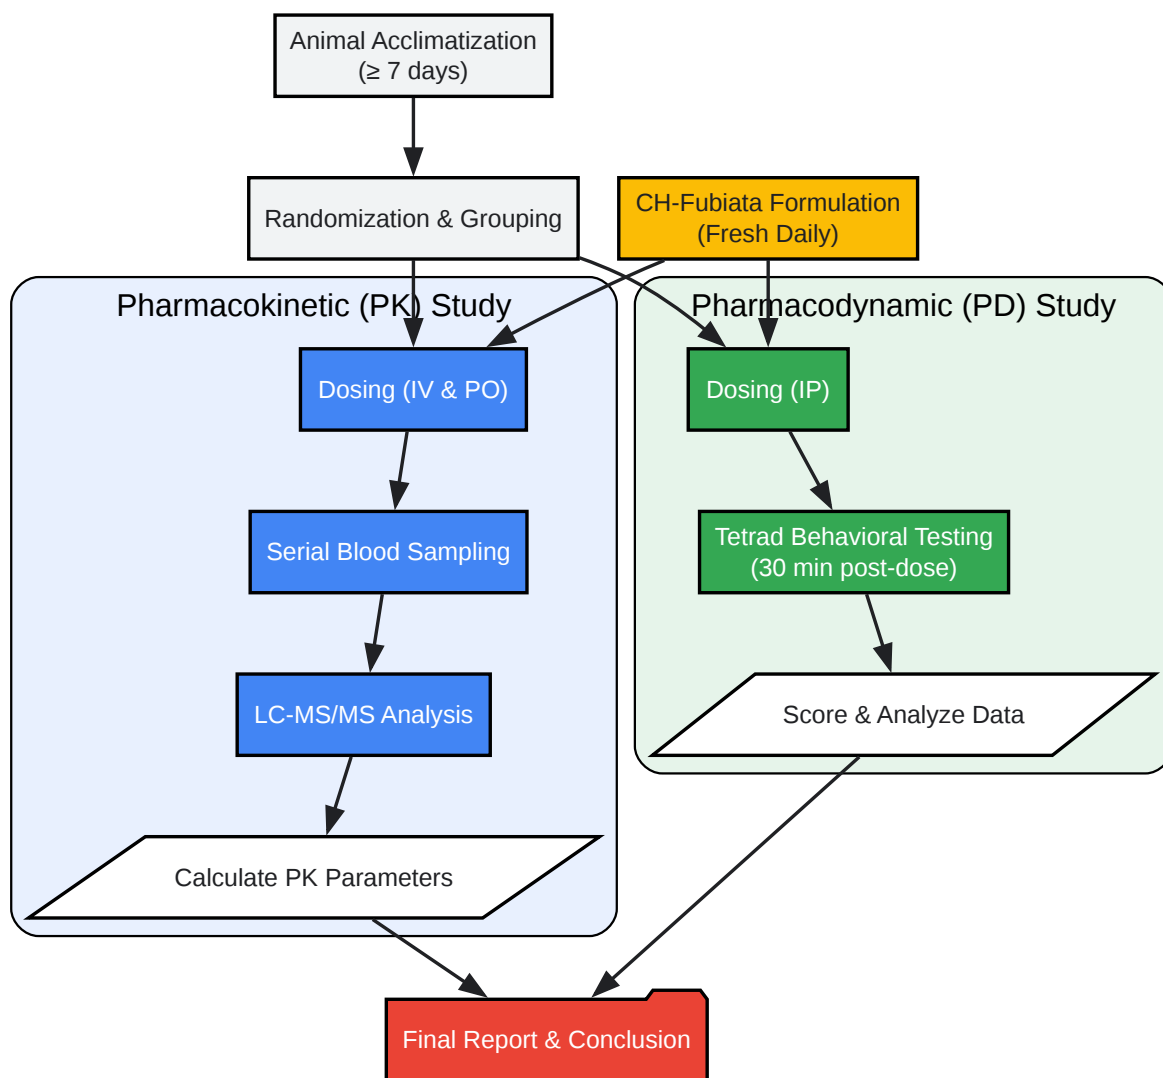 Animal Acclimatization
(≥ 7 days)
Randomization & Grouping
CH-Fubiata Formulation
(Fresh Daily)
Pharmacokinetic (PK) Study
Pharmacodynamic (PD) Study
Dosing (IV & PO)
Dosing (IP)
Serial Blood Sampling
Tetrad Behavioral Testing
(30 min post-dose)
LC-MS/MS Analysis
Score & Analyze Data
Calculate PK Parameters
Final Report & Conclusion